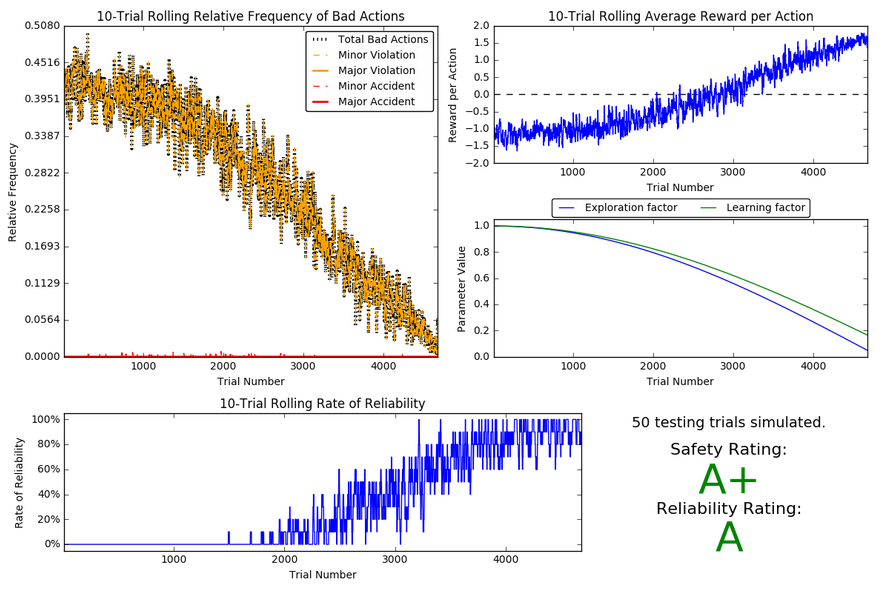 10-Trial Rolling Relative Frequency of Bad Actions
0.5080
0.4516
0.3951
0.3387
0.2822
0.2258
0.1693
0.1129
0.0564
0.0000
Relative Frequency
Total Bad Actions
Minor Violation
Major Violation
Minor Accident
Major Accident
1000 2000 3000 4000
Trial Number
10-Trial Rolling Average Reward per Action
2.0
1.5
1.0
0.5
0.0
−0.5
−1.0
−1.5
−2.0
Reward per Action
1000 2000 3000 4000
Trial Number
Exploration factor Learning factor
1.0
0.8
0.6
0.4
0.2
0.0
Parameter Value
1000 2000 3000 4000
Trial Number
10-Trial Rolling Rate of Reliability
100%
80%
60%
40%
20%
0%
Rate of Reliability
1000 2000 3000 4000
Trial Number
50 testing trials simulated.
Safety Rating:
A+
Reliability Rating:
A